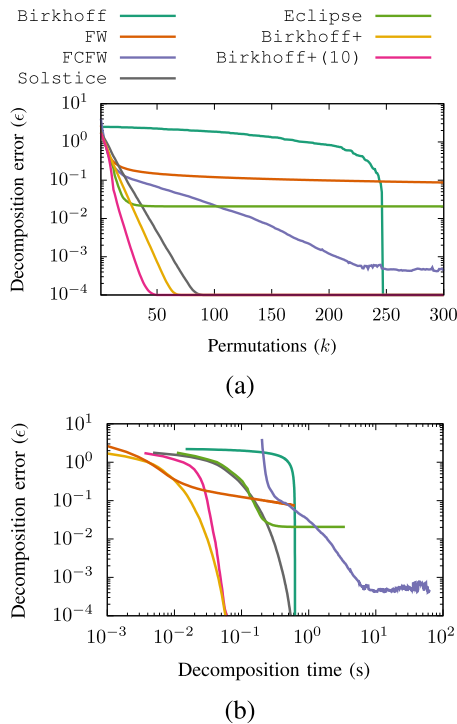 Birkhoff
FW
FCFW
Solstice
Eclipse
Birkhoff+
Birkhoff+(10)
Decomposition error (ϵ)
10^1
10^0
10^−1
10^−2
10^−3
10^−4
50 100 150 200 250 300
Permutations (k)
(a)
Decomposition error (ϵ)
10^1
10^0
10^−1
10^−2
10^−3
10^−4
10^−3 10^−2 10^−1 10^0 10^1 10^2
Decomposition time (s)
(b)